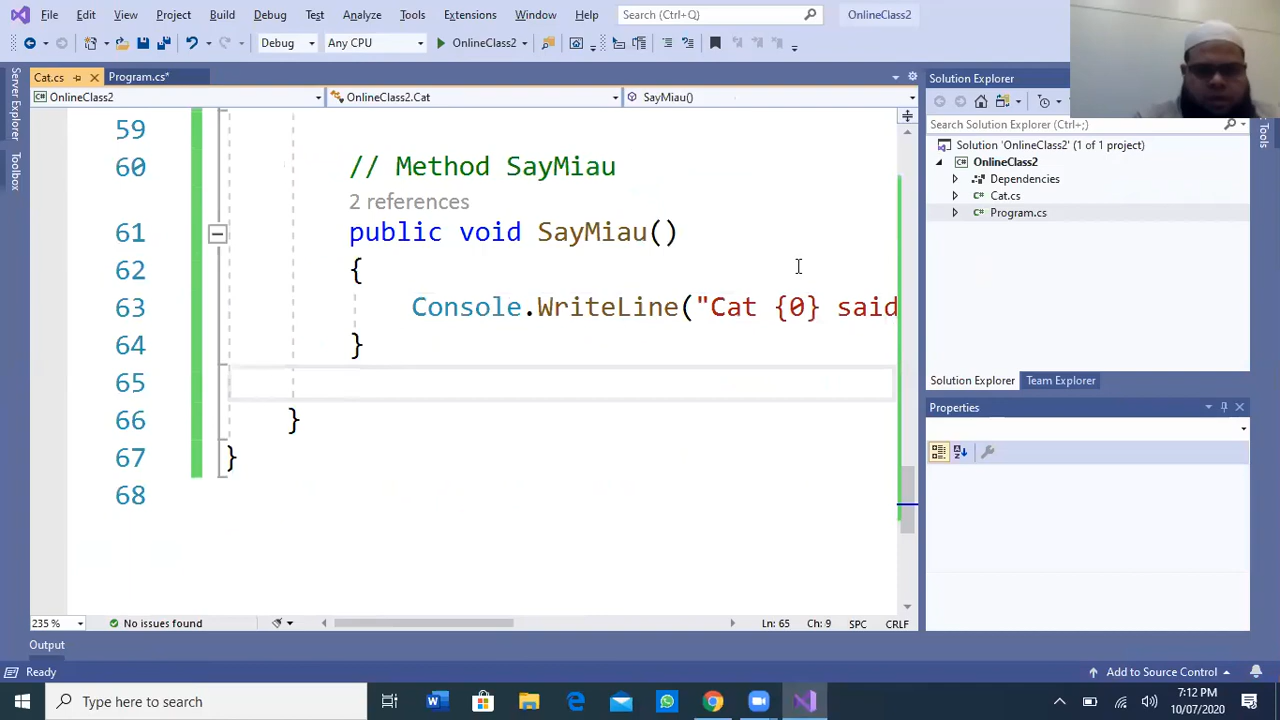 File Edit View Project Build Debug Test Analyze Tools Extensions Window Help Search (Ctrl+Q) OnlineClass2
Debug Any CPU OnlineClass2
Server Explorer
Toolbox
Cat.cs Program.cs*
OnlineClass2 OnlineClass2.Cat SayMiau()
59
60 // Method SayMiau
2 references
61 public void SayMiau()
62 {
63 Console.WriteLine("Cat {0} said
64 }
65
66 }
67 }
68
235 % No issues found Ln: 65 Ch: 9 SPC CRLF
Output
Solution Explorer
Search Solution Explorer (Ctrl+;)
Solution 'OnlineClass2' (1 of 1 project)
OnlineClass2
Dependencies
Cat.cs
Program.cs
Solution Explorer Team Explorer
Properties
Tools
Ready Add to Source Control
Type here to search
7:12 PM
10/07/2020